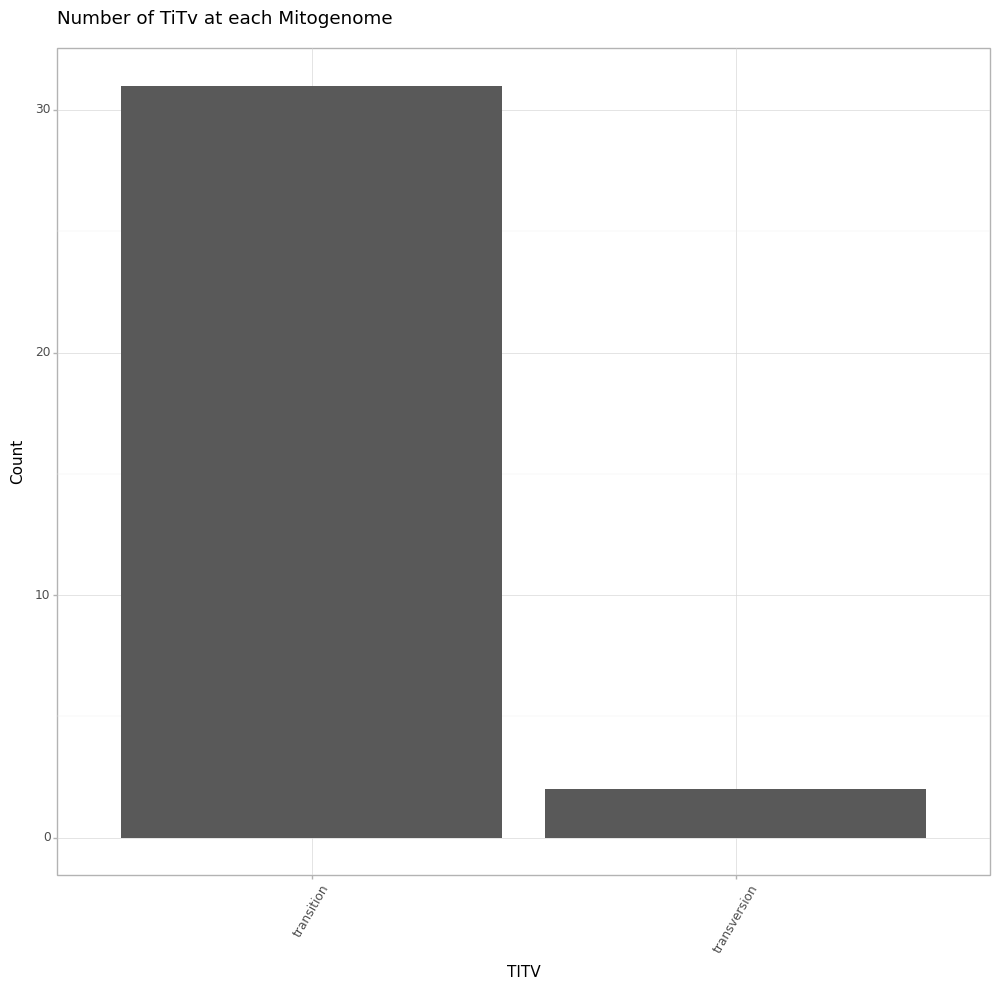 Number of TiTv at each Mitogenome
30
20
10
0
Count
transition
transversion
TITV